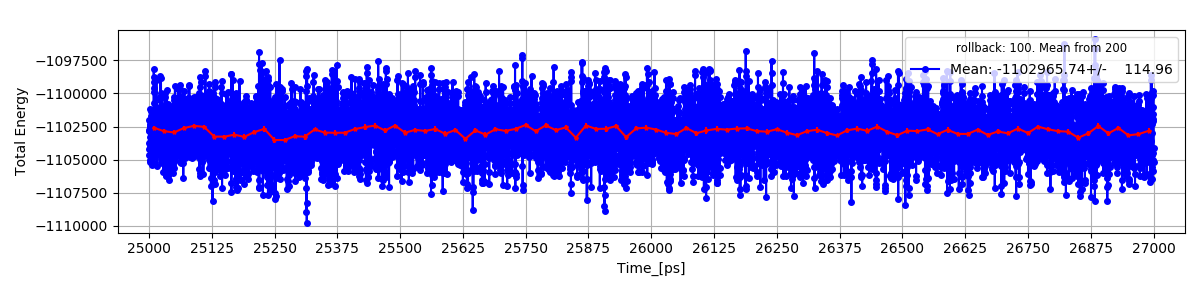 −1097500
−1100000
−1102500
−1105000
−1107500
−1110000
Total Energy
rollback: 100. Mean from 200
Mean: -1102965.74+/-    114.96
25000 25125 25250 25375 25500 25625 25750 25875 26000 26125 26250 26375 26500 26625 26750 26875 27000
Time_[ps]